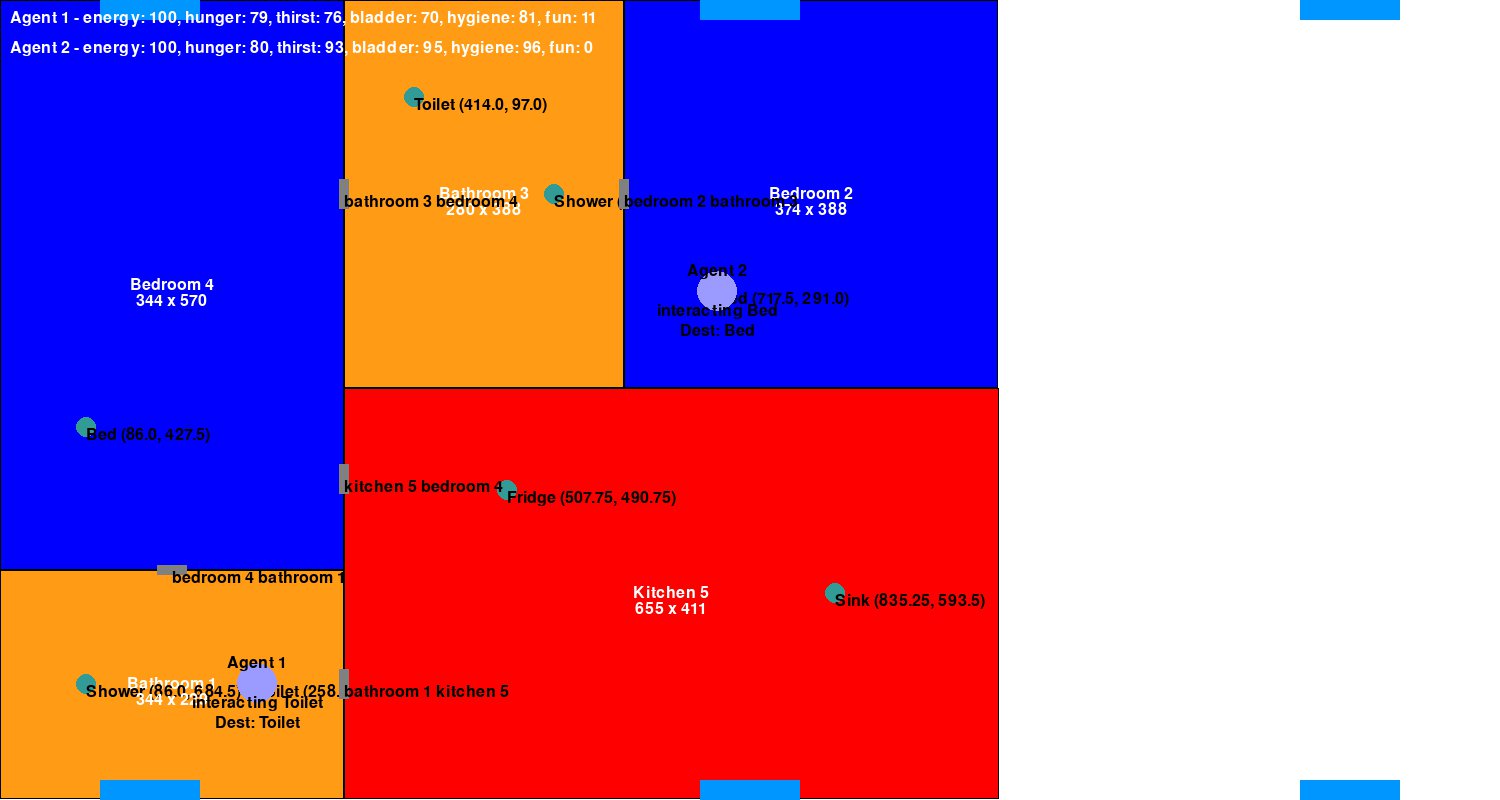 Agent 1 - energy: 100, hunger: 79, thirst: 76, bladder: 70, hygiene: 81, fun: 11
Agent 2 - energy: 100, hunger: 80, thirst: 93, bladder: 95, hygiene: 96, fun: 0
Toilet (414.0, 97.0)
Bathroom 3
280 x 388
bathroom 3 bedroom 4
Shower
bedroom 2 bathroom
Bedroom 2
374 x 388
Agent 2
(717.5, 291.0)
interacting Bed
Dest: Bed
Bedroom 4
344 x 570
Bed (86.0, 427.5)
kitchen 5 bedroom 4
Fridge (507.75, 490.75)
bedroom 4 bathroom 1
Kitchen 5
655 x 411
Sink (835.25, 593.5)
Agent 1
Bathroom 1
344 x
Shower (86.0, 684.5)
(258.
bathroom 1 kitchen 5
interacting Toilet
Dest: Toilet